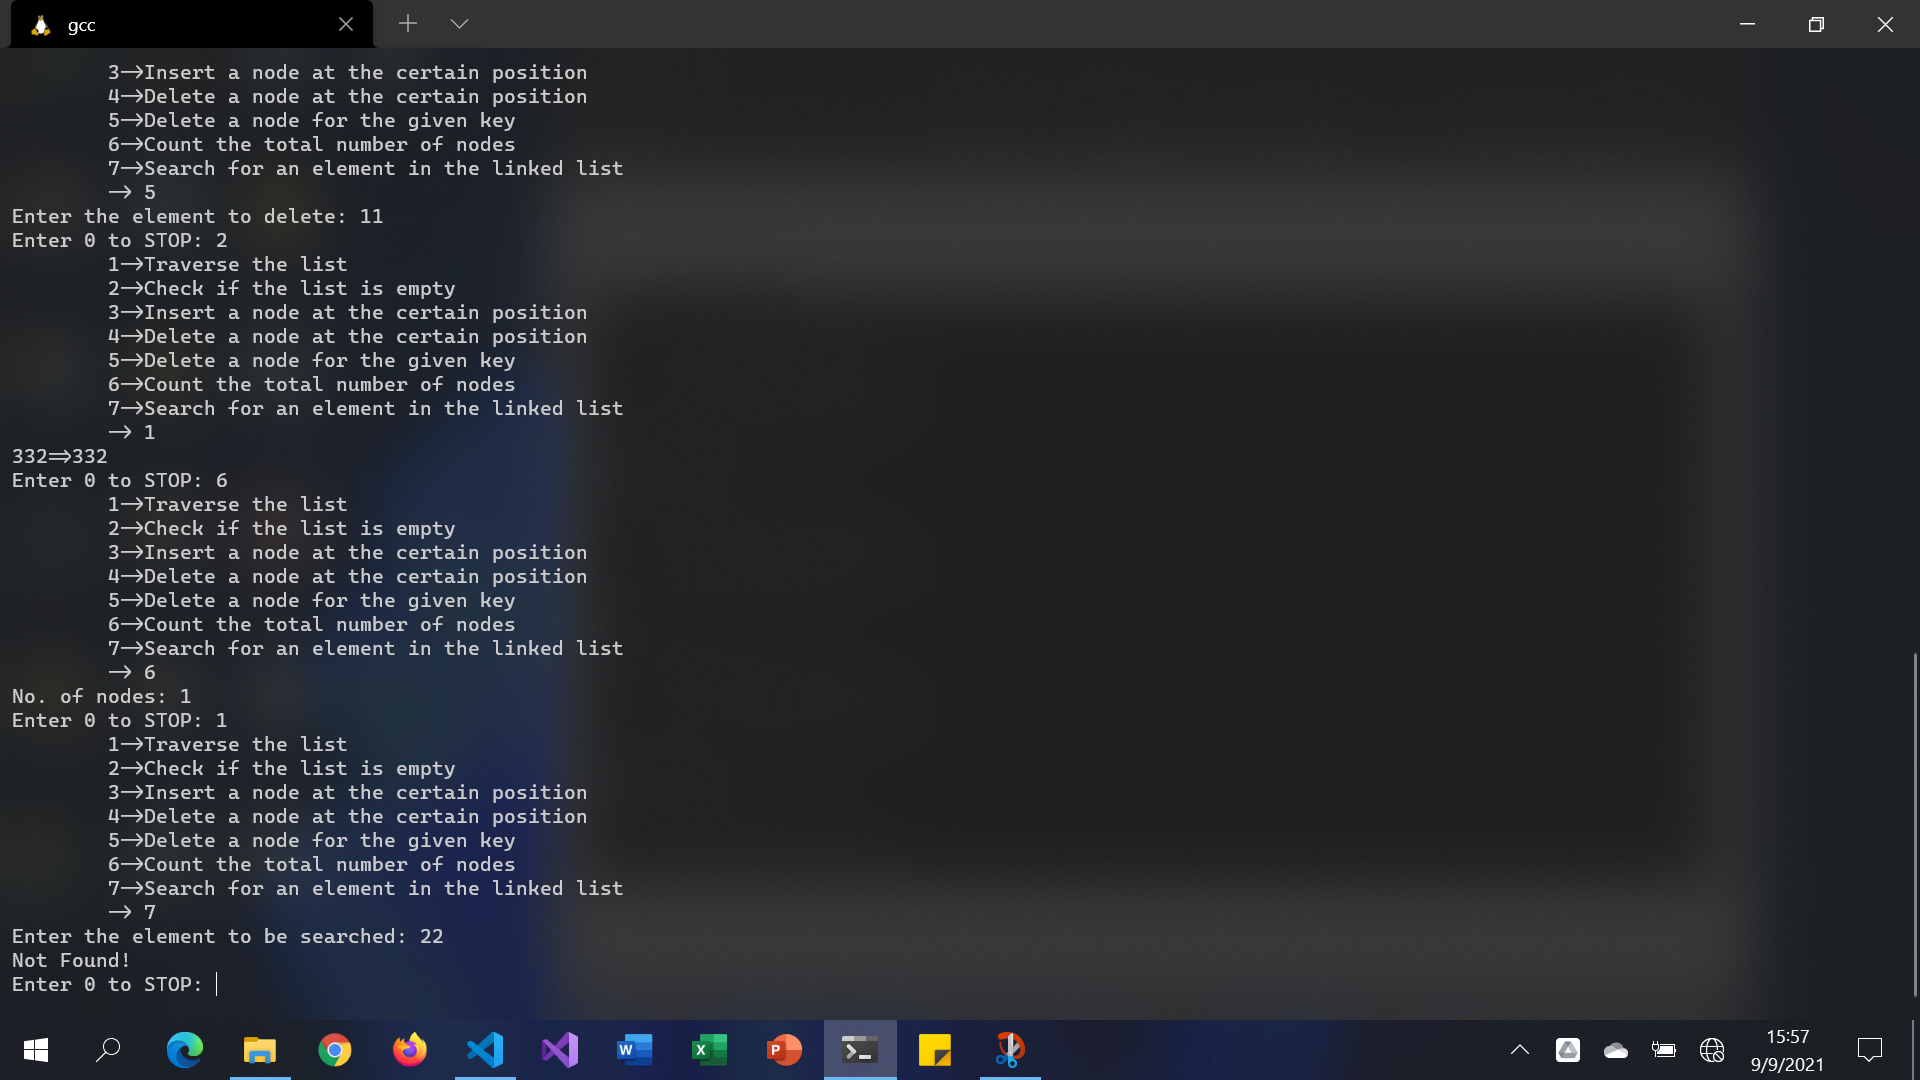 gcc
3-->Insert a node at the certain position
4-->Delete a node at the certain position
5-->Delete a node for the given key
6-->Count the total number of nodes
7-->Search for an element in the linked list
--> 5
Enter the element to delete: 11
Enter 0 to STOP: 2
1-->Traverse the list
2-->Check if the list is empty
3-->Insert a node at the certain position
4-->Delete a node at the certain position
5-->Delete a node for the given key
6-->Count the total number of nodes
7-->Search for an element in the linked list
--> 1
332==>332
Enter 0 to STOP: 6
1-->Traverse the list
2-->Check if the list is empty
3-->Insert a node at the certain position
4-->Delete a node at the certain position
5-->Delete a node for the given key
6-->Count the total number of nodes
7-->Search for an element in the linked list
--> 6
No. of nodes: 1
Enter 0 to STOP: 1
1-->Traverse the list
2-->Check if the list is empty
3-->Insert a node at the certain position
4-->Delete a node at the certain position
5-->Delete a node for the given key
6-->Count the total number of nodes
7-->Search for an element in the linked list
--> 7
Enter the element to be searched: 22
Not Found!
Enter 0 to STOP:
W
X
P
15:57
9/9/2021